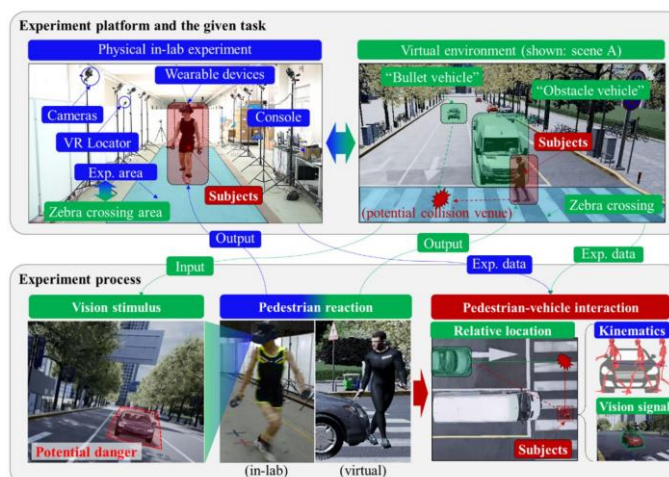 Experiment platform and the given task
Physical in-lab experiment
Virtual environment (shown: scene A)
Wearable devices
Cameras
Console
VR Locator
Exp. area
Subjects
Zebra crossing area
“Bullet vehicle”
“Obstacle vehicle”
Subjects
Zebra crossing
(potential collision venue)
Output
Output
Input
Exp. data
Exp. data
Experiment process
Vision stimulus
Pedestrian reaction
Pedestrian-vehicle interaction
Relative location
Kinematics
Vision signal
Potential danger
Subjects
(in-lab)
(virtual)